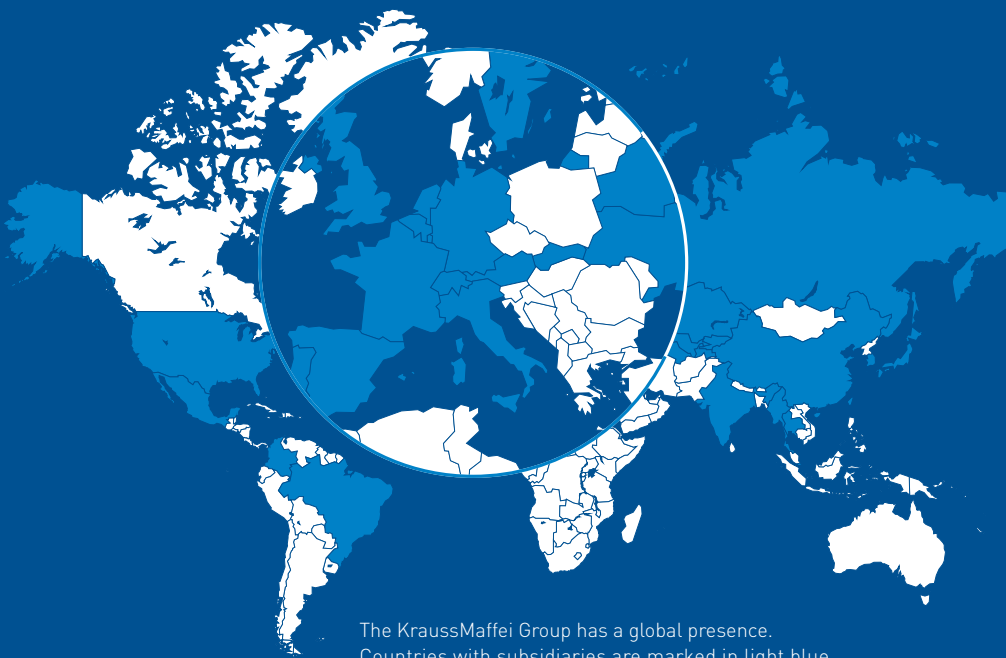 The KraussMaffei Group has a global presence.
Countries with subsidiaries are marked in light blue